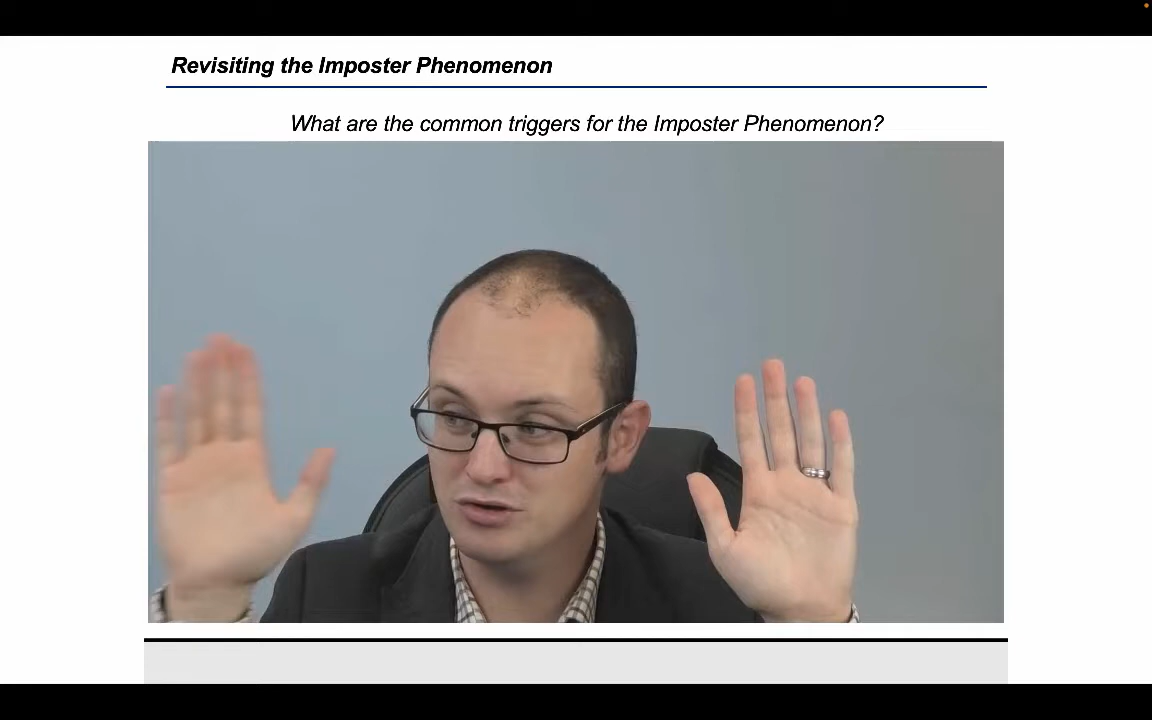 Revisiting the Imposter Phenomenon
What are the common triggers for the Imposter Phenomenon?